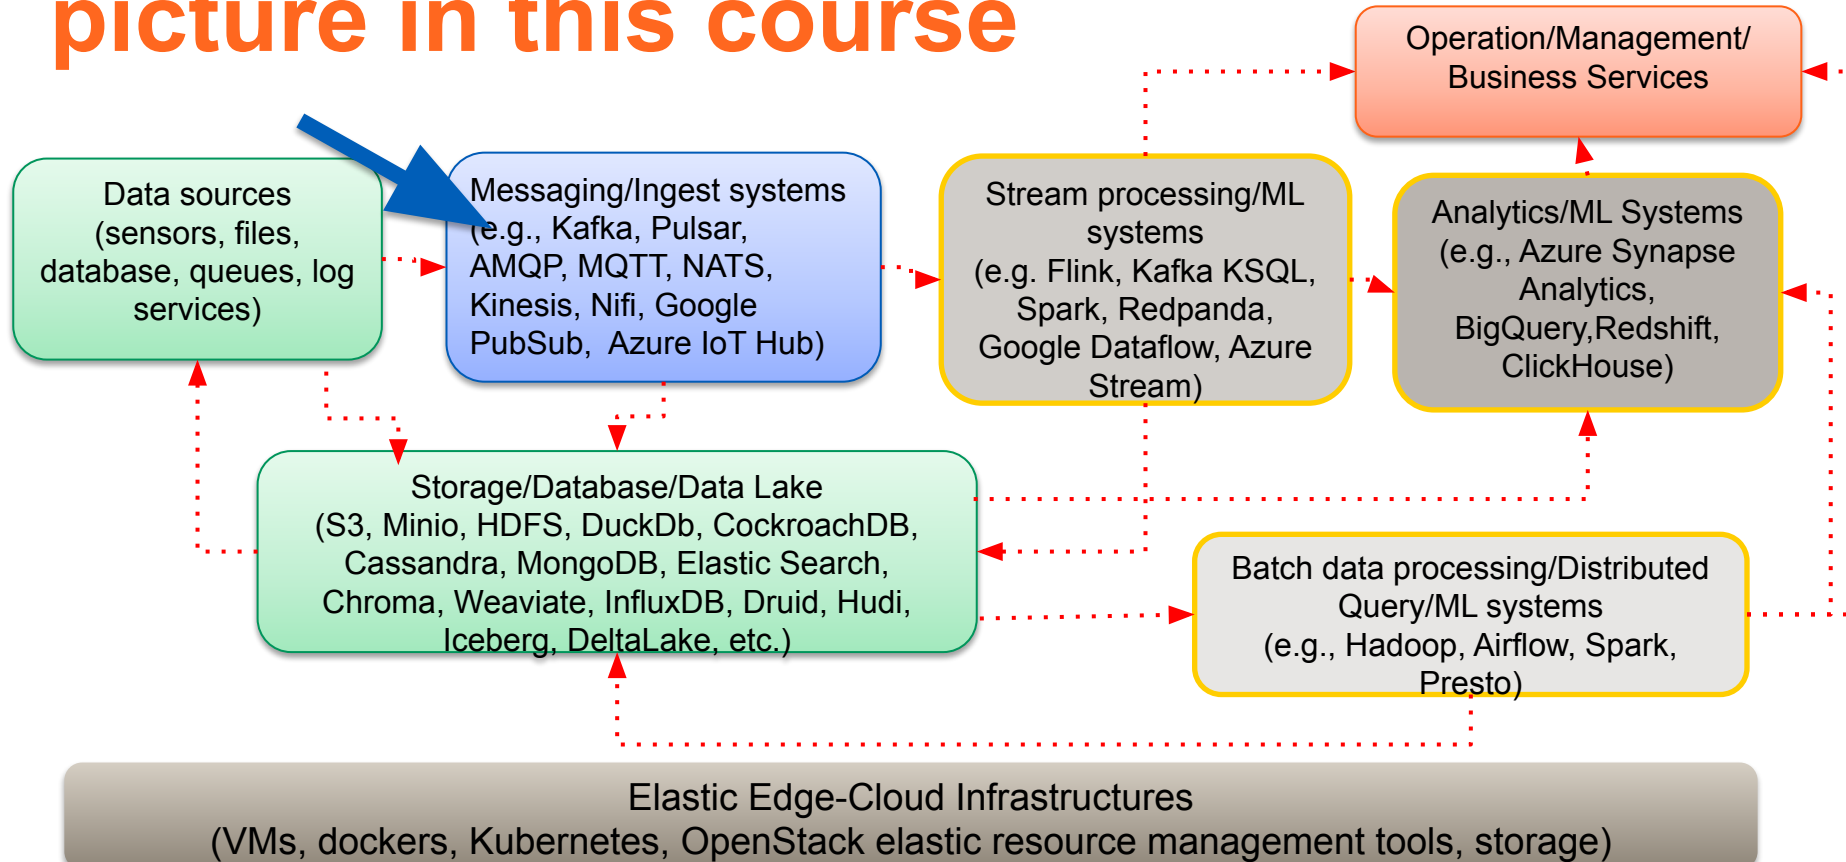 picture in this course
Operation/Management/
Business Services
Data sources
(sensors, files,
database, queues, log
services)
Messaging/Ingest systems
(e.g., Kafka, Pulsar,
AMQP, MQTT, NATS,
Kinesis, Nifi, Google
PubSub, Azure IoT Hub)
Stream processing/ML
systems
(e.g. Flink, Kafka KSQL,
Spark, Redpanda,
Google Dataflow, Azure
Stream)
Analytics/ML Systems
(e.g., Azure Synapse
Analytics,
BigQuery,Redshift,
ClickHouse)
Storage/Database/Data Lake
(S3, Minio, HDFS, DuckDb, CockroachDB,
Cassandra, MongoDB, Elastic Search,
Chroma, Weaviate, InfluxDB, Druid, Hudi,
Iceberg, DeltaLake, etc.)
Batch data processing/Distributed
Query/ML systems
(e.g., Hadoop, Airflow, Spark,
Presto)
Elastic Edge-Cloud Infrastructures
(VMs, dockers, Kubernetes, OpenStack elastic resource management tools, storage)